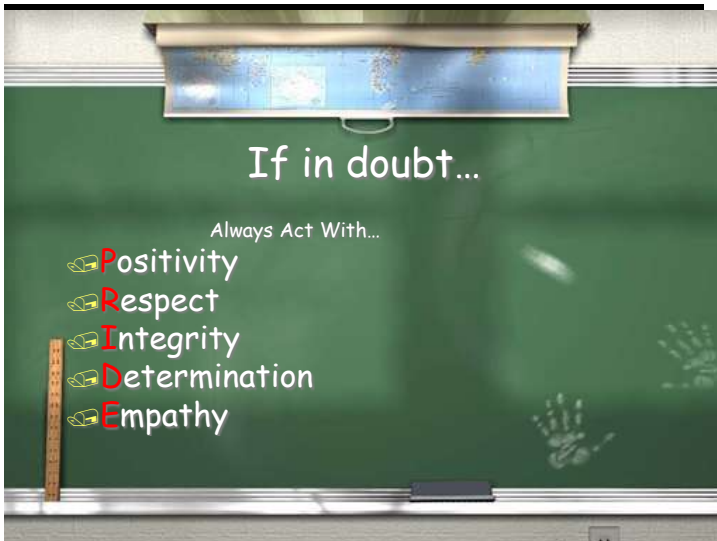 If in doubt…
Always Act With…
Positivity
Respect
Integrity
Determination
Empathy